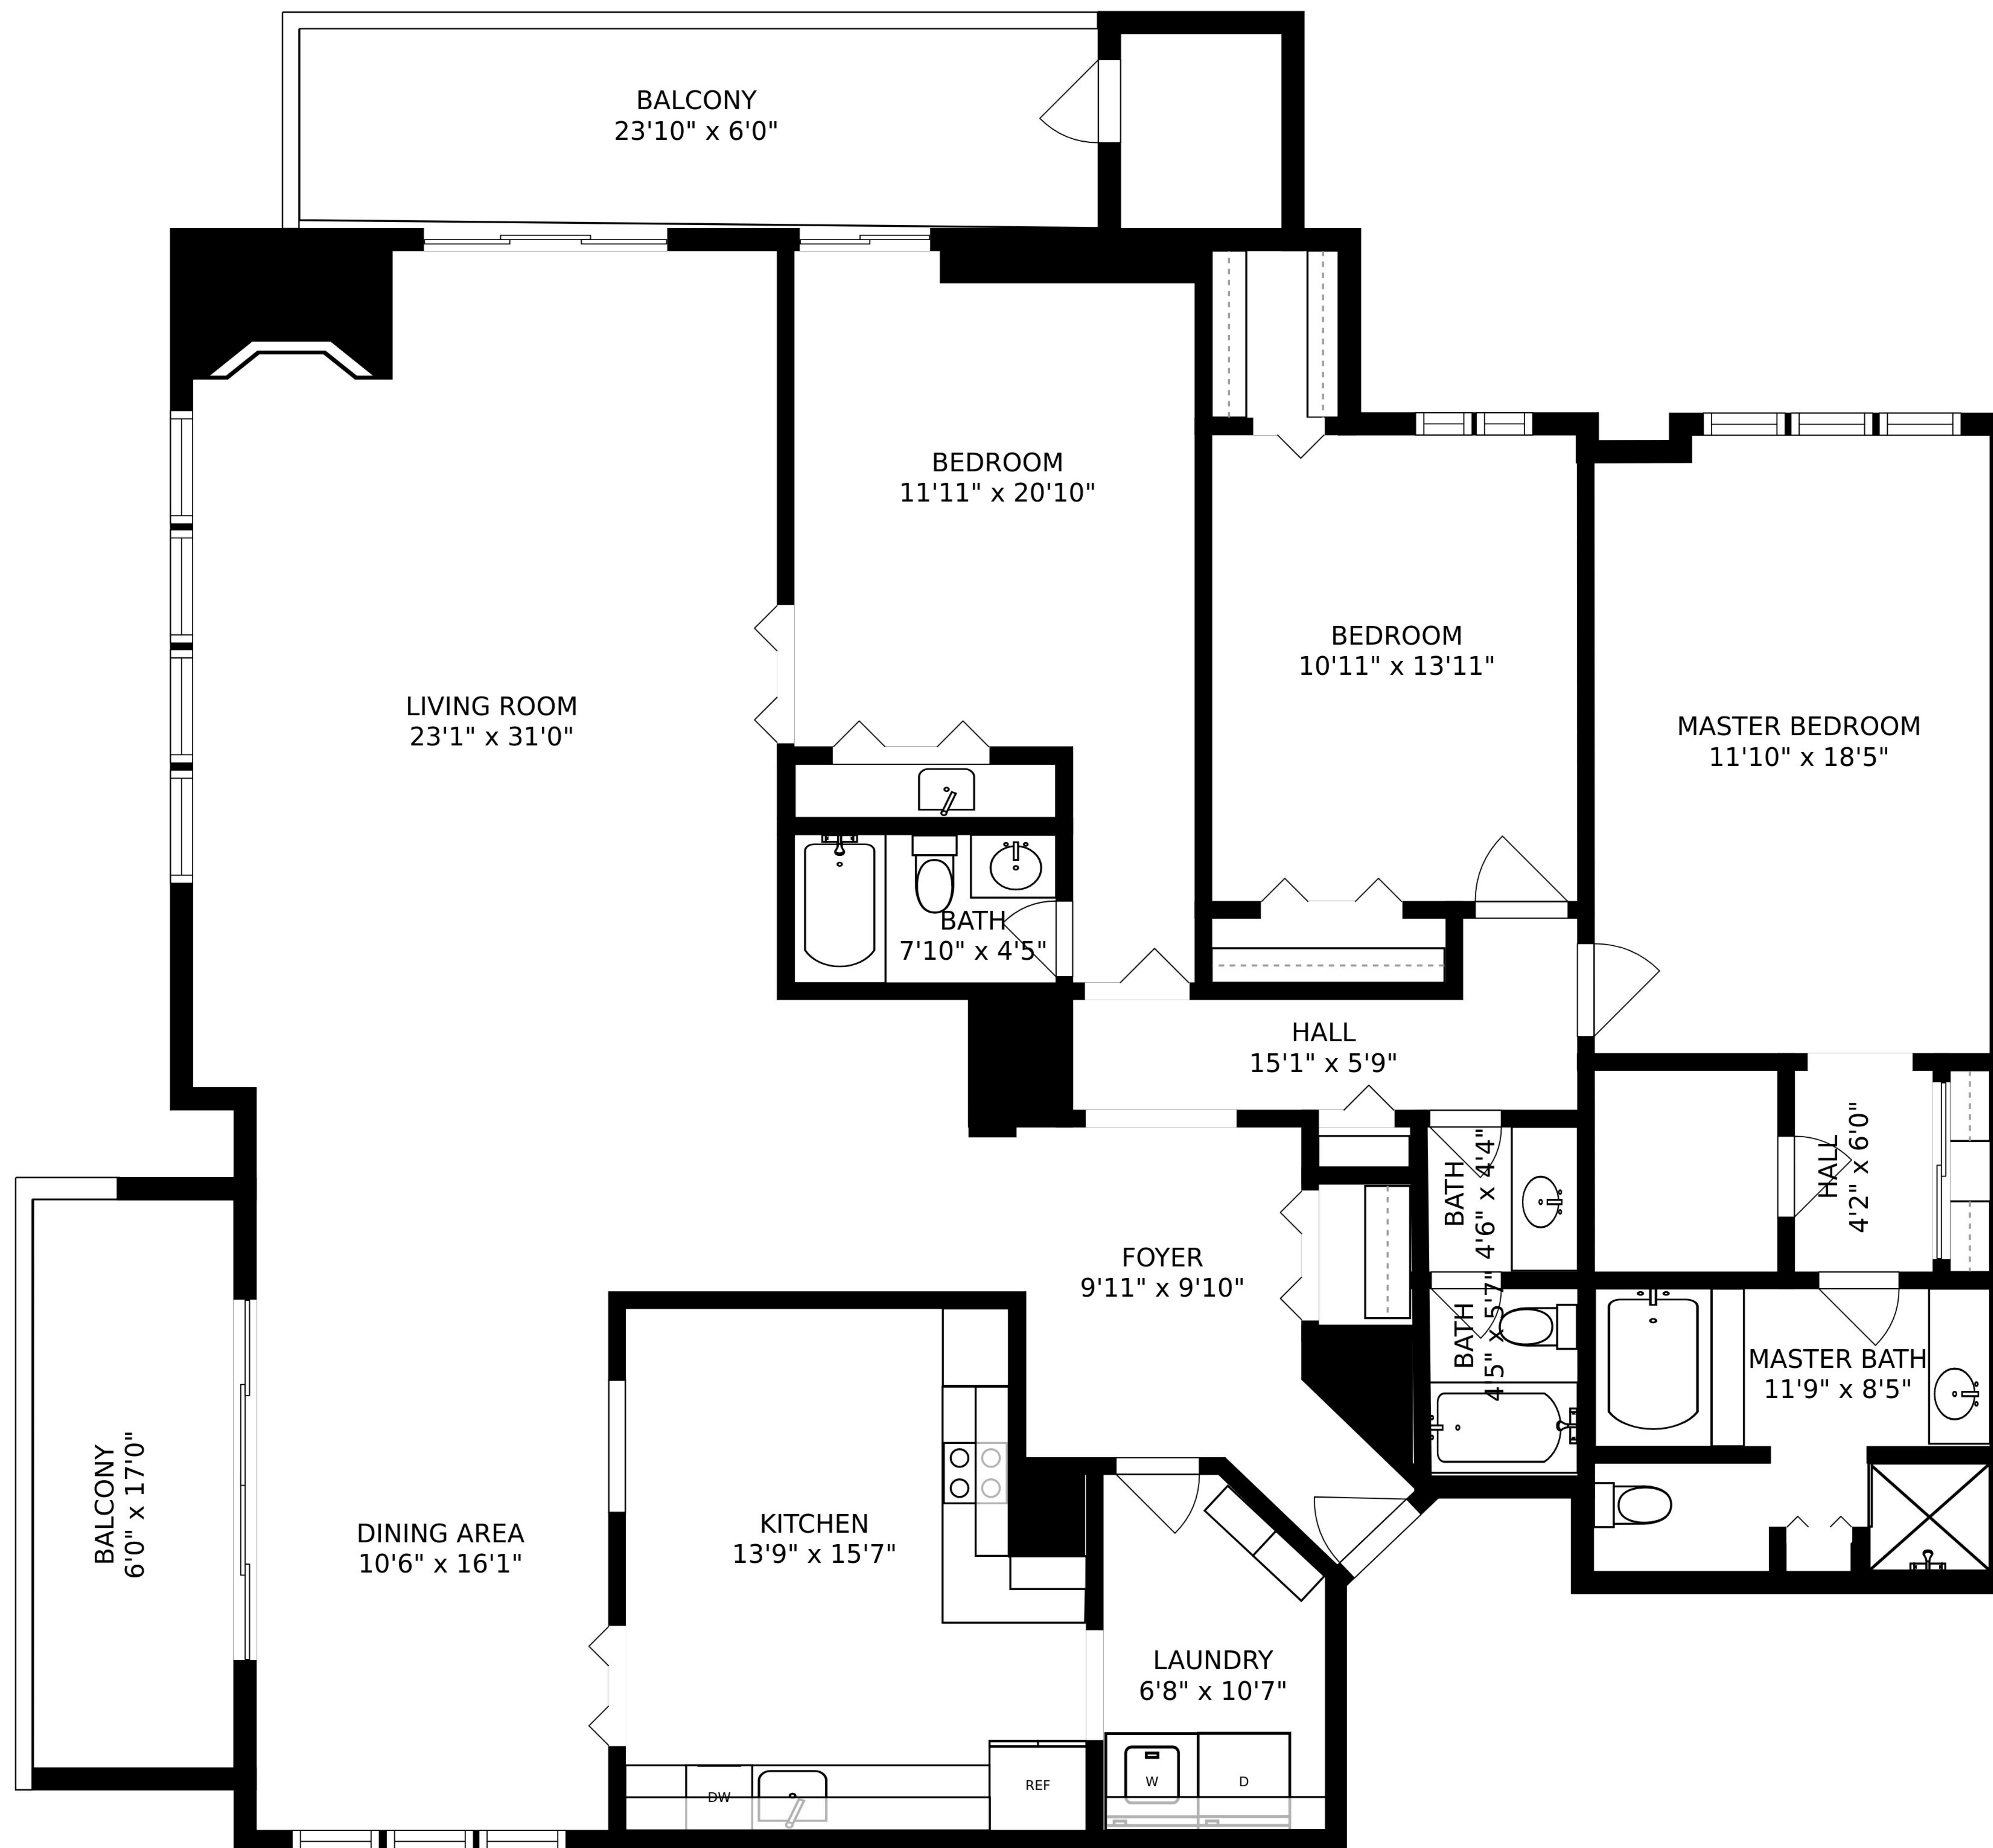 BALCONY
23'10" x 6'0"
BEDROOM
11'11" x 20'10"
BEDROOM
10'11" x 13'11"
LIVING ROOM
23'1" x 31'0"
MASTER BEDROOM
11'10" x 18'5"
BATH
7'10" x 4'5"
HALL
15'1" x 5'9"
HALL
4'2" x 6'0"
BATH
4'6" x 4'4"
FOYER
9'11" x 9'10"
BATH
4'5" x 5'7"
MASTER BATH
11'9" x 8'5"
BALCONY
6'0" x 17'0"
DINING AREA
10'6" x 16'1"
KITCHEN
13'9" x 15'7"
LAUNDRY
6'8" x 10'7"
DW
REF
W
D